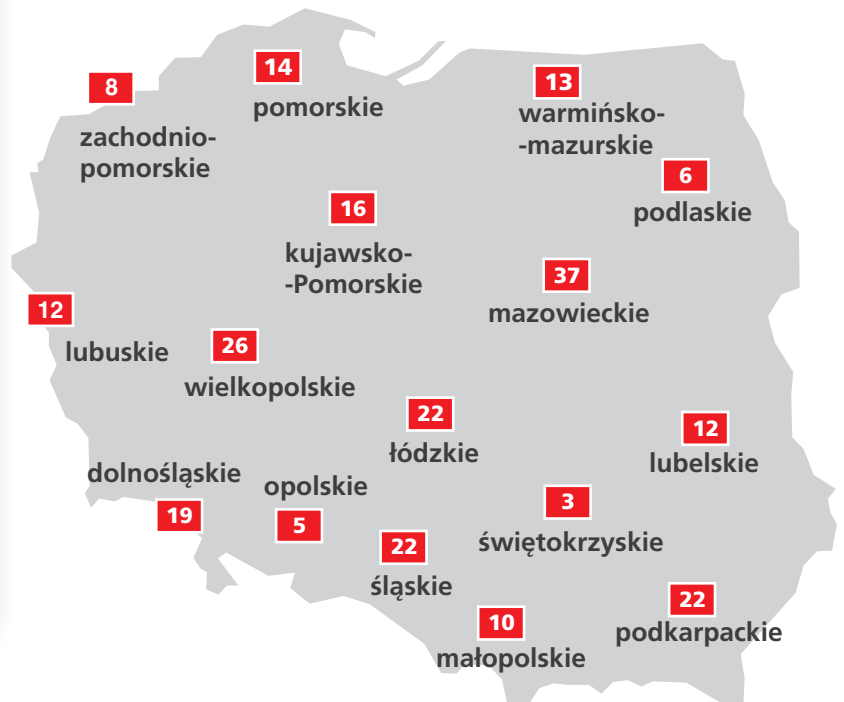 14
pomorskie
8
zachodnio-
pomorskie
13
warmińsko-
-mazurskie
6
podlaskie
16
kujawsko-
-Pomorskie
37
mazowieckie
12
lubuskie
26
wielkopolskie
22
łódzkie
12
lubelskie
dolnośląskie
19
opolskie
5
3
świętokrzyskie
22
śląskie
22
podkarpackie
10
małopolskie